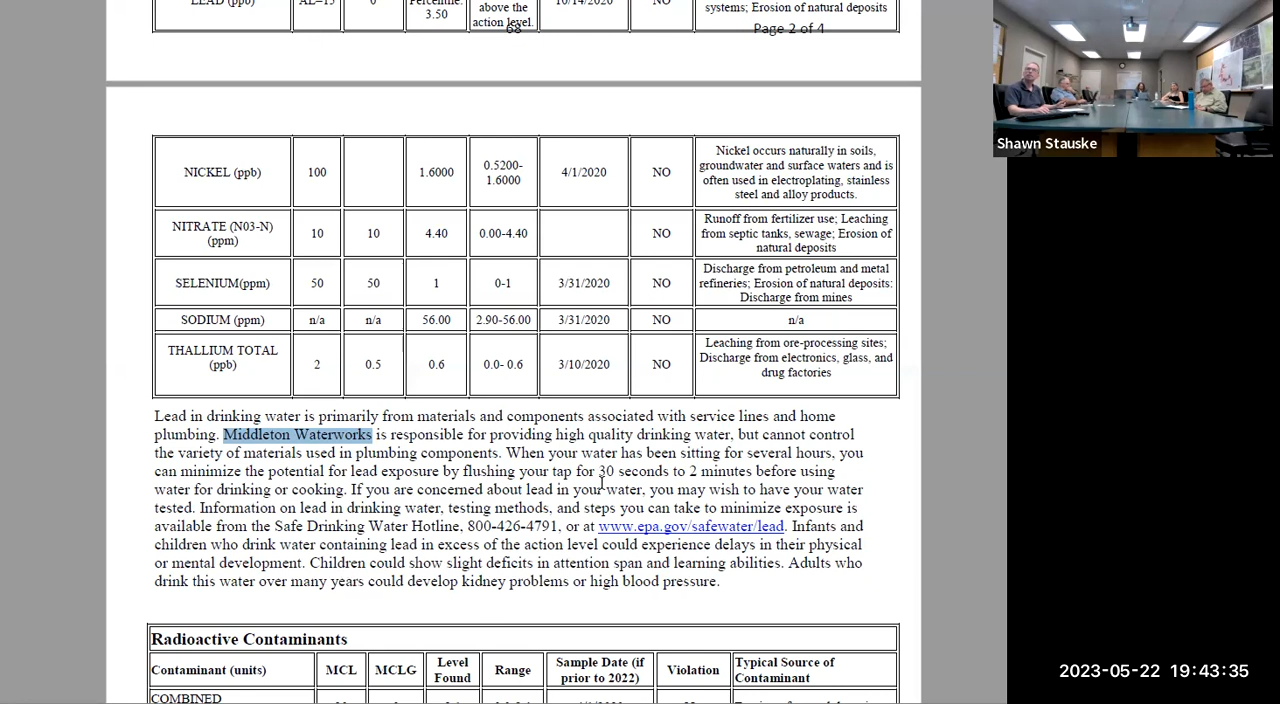 LEAD (ppb) AL=15 0 Percentile: 3.50 above the action level. 10/14/2020 NO systems; Erosion of natural deposits
68 Page 2 of 4
NICKEL (ppb) 100 1.6000 0.5200-1.6000 4/1/2020 NO Nickel occurs naturally in soils,
groundwater and surface waters and is
often used in electroplating, stainless
steel and alloy products.
NITRATE (N03-N) (ppm) 10 10 4.40 0.00-4.40 NO Runoff from fertilizer use; Leaching
from septic tanks, sewage; Erosion of
natural deposits
SELENIUM(ppm) 50 50 1 0-1 3/31/2020 NO Discharge from petroleum and metal
refineries; Erosion of natural deposits:
Discharge from mines
SODIUM (ppm) n/a n/a 56.00 2.90-56.00 3/31/2020 NO n/a
THALLIUM TOTAL (ppb) 2 0.5 0.6 0.0- 0.6 3/10/2020 NO Leaching from ore-processing sites;
Discharge from electronics, glass, and
drug factories
Lead in drinking water is primarily from materials and components associated with service lines and home
plumbing. Middleton Waterworks is responsible for providing high quality drinking water, but cannot control
the variety of materials used in plumbing components. When your water has been sitting for several hours, you
can minimize the potential for lead exposure by flushing your tap for 30 seconds to 2 minutes before using
water for drinking or cooking. If you are concerned about lead in your water, you may wish to have your water
tested. Information on lead in drinking water, testing methods, and steps you can take to minimize exposure is
available from the Safe Drinking Water Hotline, 800-426-4791, or at www.epa.gov/safewater/lead. Infants and
children who drink water containing lead in excess of the action level could experience delays in their physical
or mental development. Children could show slight deficits in attention span and learning abilities. Adults who
drink this water over many years could develop kidney problems or high blood pressure.
Radioactive Contaminants
Contaminant (units) MCL MCLG Level Found Range Sample Date (if prior to 2022) Violation Typical Source of Contaminant
COMBINED
Shawn Stauske
2023-05-22 19:43:35